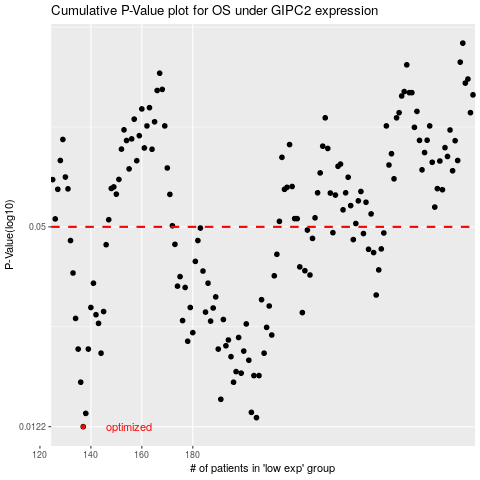 Cumulative P-Value plot for OS under GIPC2 expression
P-Value(log10)
0.05
0.0122
optimized
120 140 160 180
# of patients in 'low exp' group